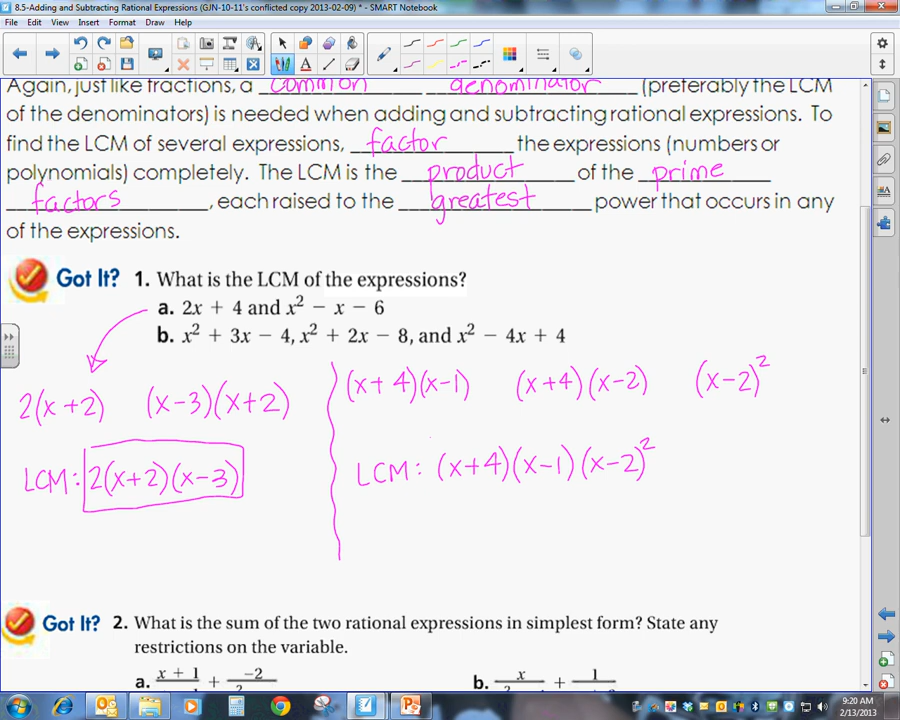 8.5-Adding and Subtracting Rational Expressions (GJN-10-11's conflicted copy 2013-02-09) * - SMART Notebook
File Edit View Insert Format Tools Add-ons Draw Help
Again, just like fractions, a common denominator (preferably the LCM
of the denominators) is needed when adding and subtracting rational expressions. To
find the LCM of several expressions, factor the expressions (numbers or
polynomials) completely. The LCM is the product of the prime
factors, each raised to the greatest power that occurs in any
of the expressions.
Got It? 1. What is the LCM of the expressions?
a. 2x + 4 and x² − x − 6
b. x² + 3x − 4, x² + 2x − 8, and x² − 4x + 4
2(x+2) (x-3)(x+2)
LCM: 2(x+2)(x-3)
(x+4)(x-1) (x+4)(x-2) (x-2)²
LCM: (x+4)(x-1)(x-2)²
Got It? 2. What is the sum of the two rational expressions in simplest form? State any
restrictions on the variable.
a. x + 1 + −2
b. x + 1
9:20 AM
2/13/2013